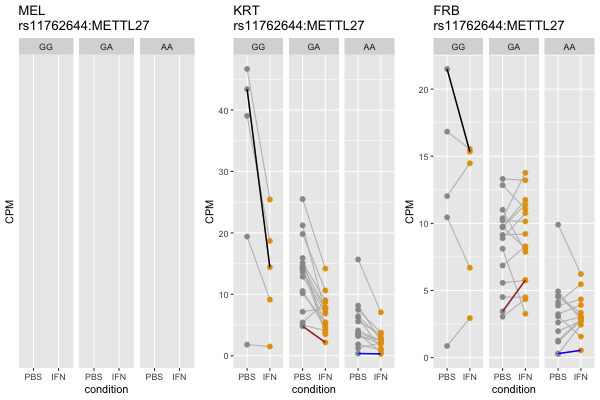 MEL
rs11762644:METTL27
GG GA AA
CPM
PBS IFN PBS IFN PBS IFN
condition
KRT
rs11762644:METTL27
GG GA AA
40
30
20
10
0
CPM
PBS IFN PBS IFN PBS IFN
condition
FRB
rs11762644:METTL27
GG GA AA
20
15
10
5
0
CPM
PBS IFN PBS IFN PBS IFN
condition